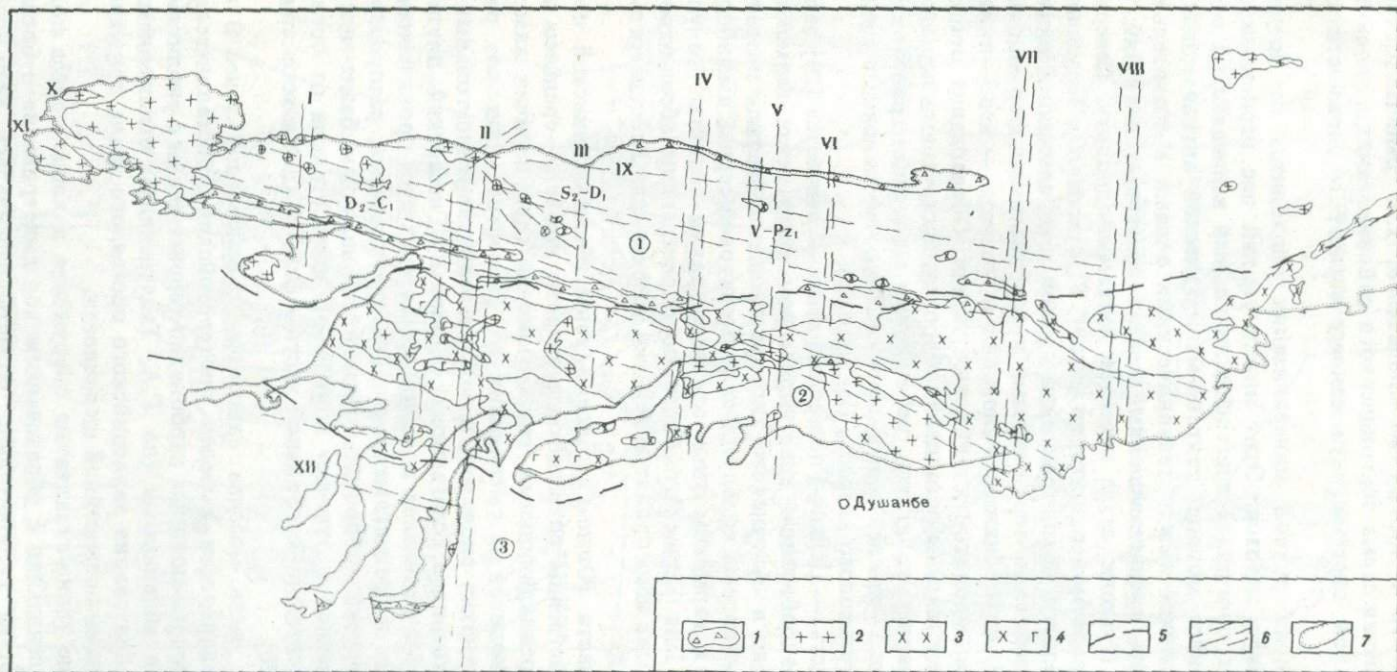 VII
VIII
IV
X
I
V
XI
II
VI
III
IX
D₂-C₁
S₂-D₁
1
V-Pz₁
2
XII
Душанбе
3
1 2 3 г 4 5 6 7